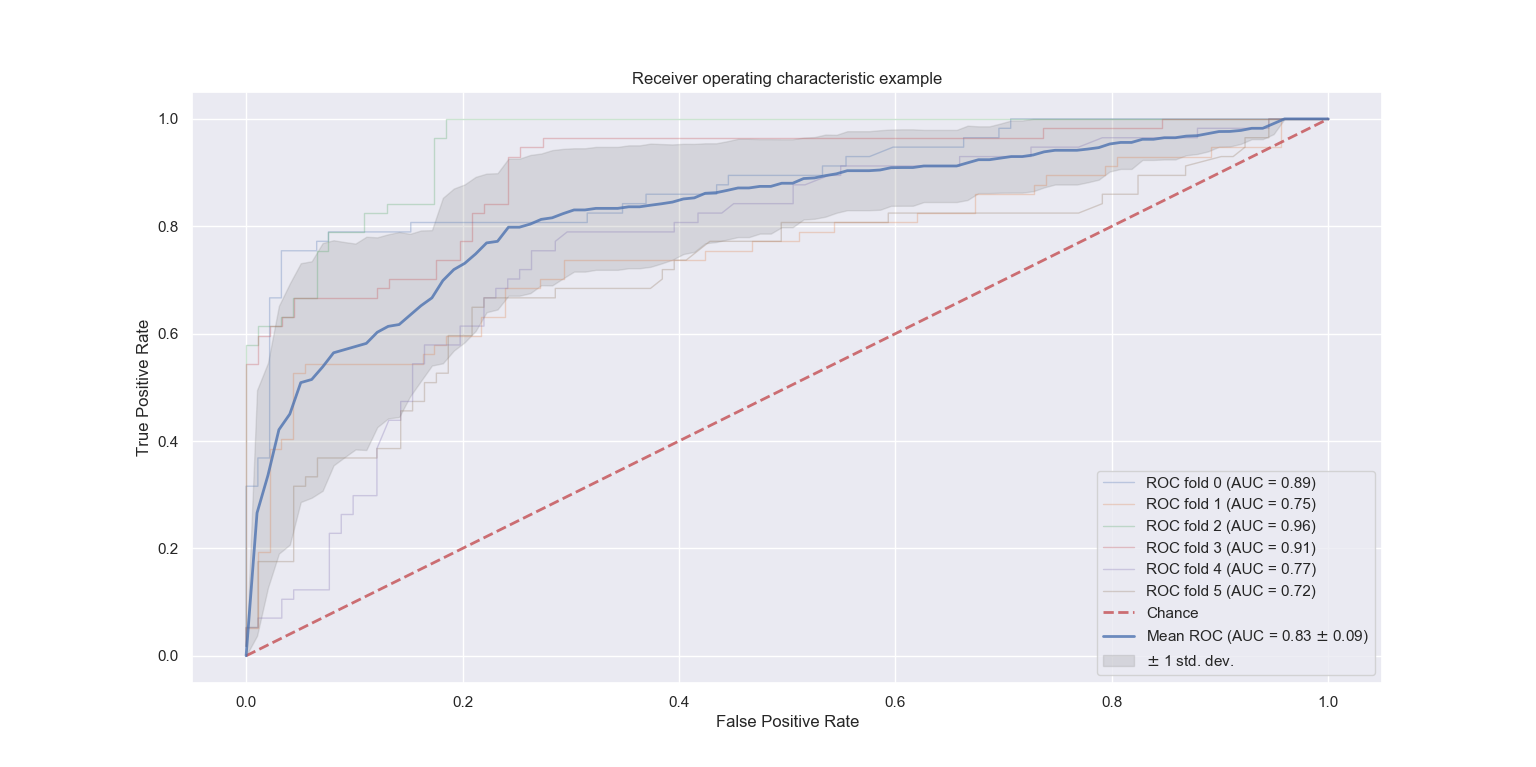 Receiver operating characteristic example
1.0
0.8
0.6
0.4
0.2
0.0
True Positive Rate
0.0 0.2 0.4 0.6 0.8 1.0
False Positive Rate
ROC fold 0 (AUC = 0.89)
ROC fold 1 (AUC = 0.75)
ROC fold 2 (AUC = 0.96)
ROC fold 3 (AUC = 0.91)
ROC fold 4 (AUC = 0.77)
ROC fold 5 (AUC = 0.72)
Chance
Mean ROC (AUC = 0.83 ± 0.09)
± 1 std. dev.